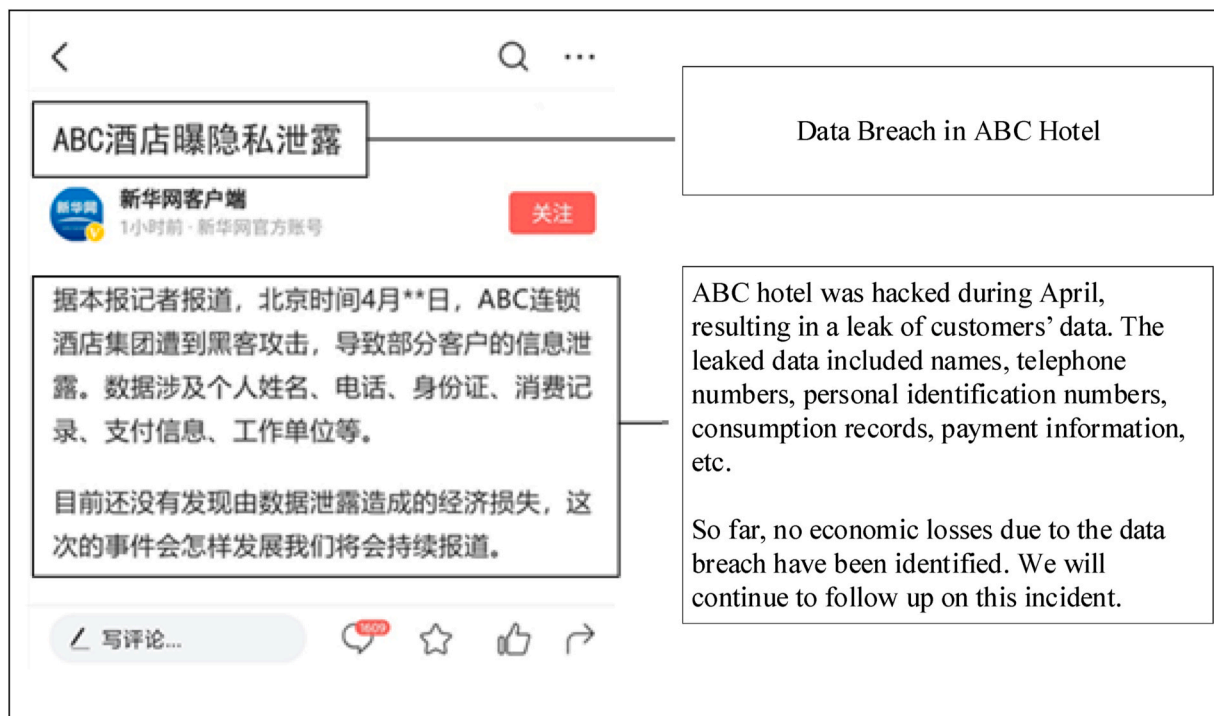 ABC酒店曝隐私泄露
新华网
新华网客户端
1小时前 · 新华网官方账号
关注
据本报记者报道，北京时间4月**日，ABC连锁
酒店集团遭到黑客攻击，导致部分客户的信息泄
露。数据涉及个人姓名、电话、身份证、消费记
录、支付信息、工作单位等。
目前还没有发现由数据泄露造成的经济损失，这
次的事件会怎样发展我们将会持续报道。
写评论...
1609
Data Breach in ABC Hotel
ABC hotel was hacked during April,
resulting in a leak of customers’ data. The
leaked data included names, telephone
numbers, personal identification numbers,
consumption records, payment information,
etc.
So far, no economic losses due to the data
breach have been identified. We will
continue to follow up on this incident.